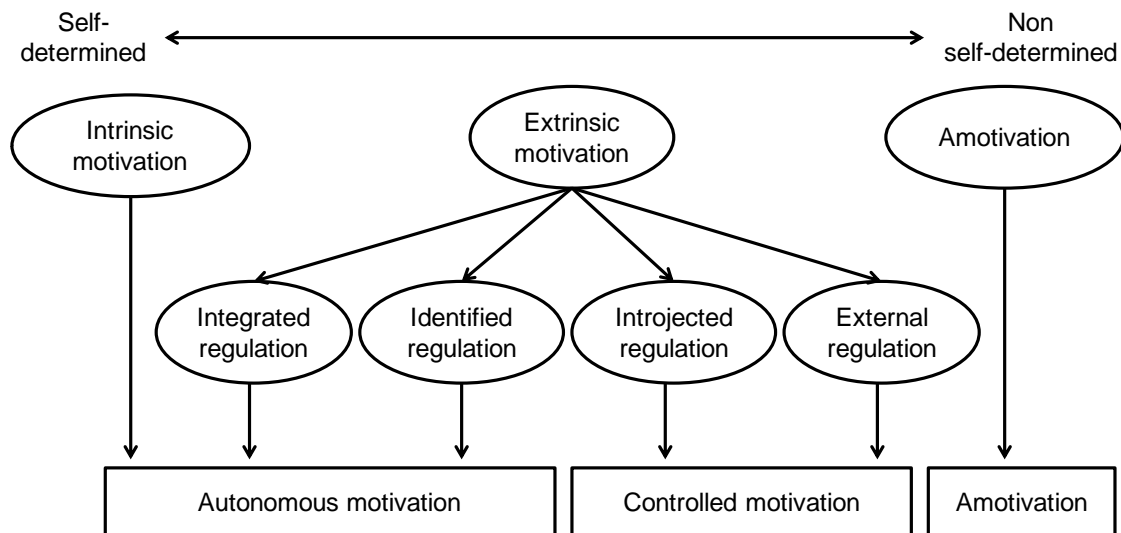 Self-
determined
Non
self-determined
Intrinsic
motivation
Extrinsic
motivation
Amotivation
Integrated
regulation
Identified
regulation
Introjected
regulation
External
regulation
Autonomous motivation
Controlled motivation
Amotivation